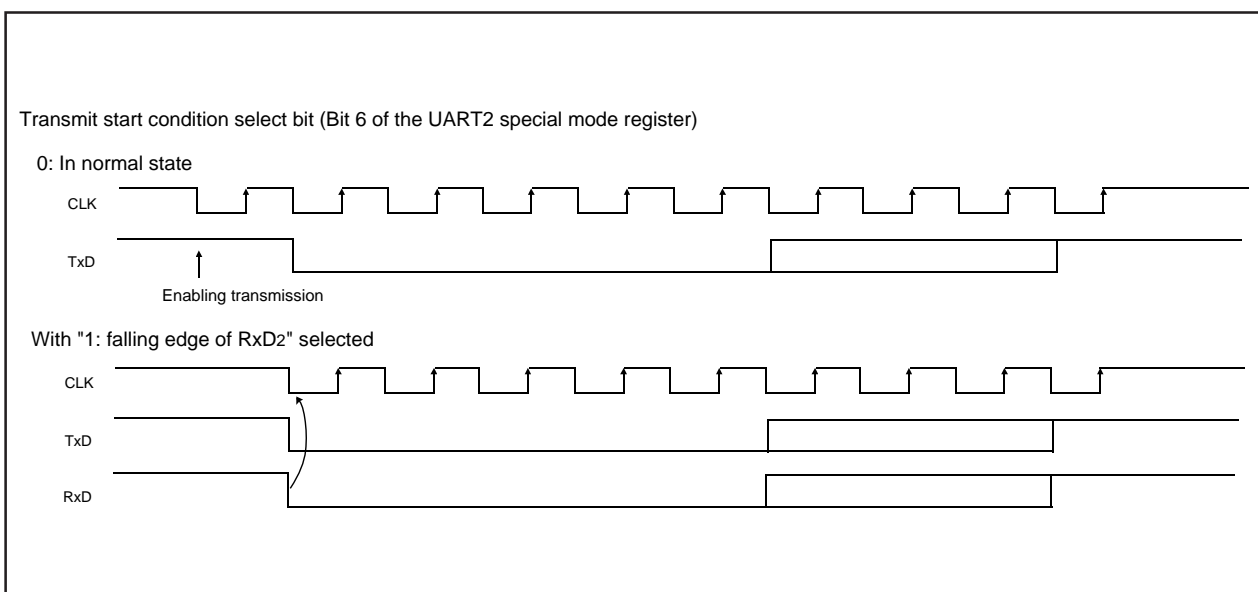 Transmit start condition select bit (Bit 6 of the UART2 special mode register)
0: In normal state
CLK
TxD
Enabling transmission
With "1: falling edge of RxD2" selected
CLK
TxD
RxD